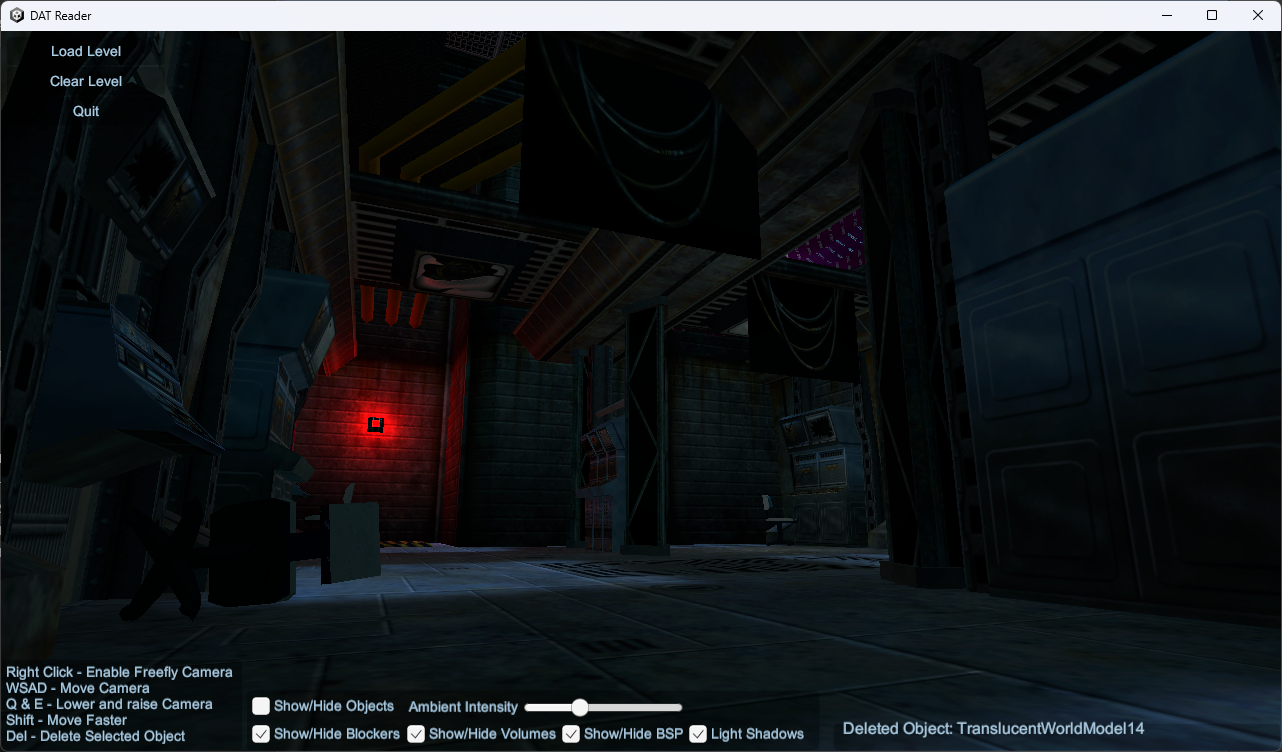 DAT Reader
Load Level
Clear Level
Quit
Right Click - Enable Freefly Camera
WSAD - Move Camera
Q & E - Lower and raise Camera
Shift - Move Faster
Del - Delete Selected Object
Show/Hide Objects Ambient Intensity
Show/Hide Blockers Show/Hide Volumes Show/Hide BSP Light Shadows
Deleted Object: TranslucentWorldModel14